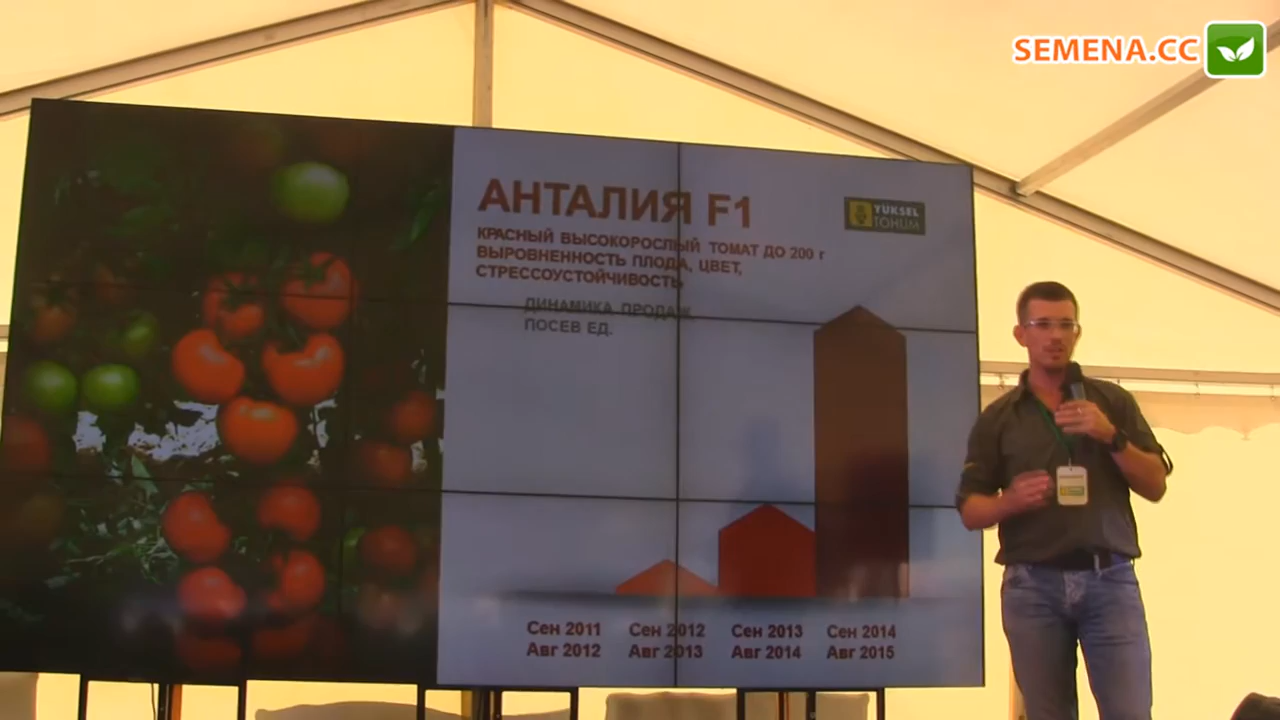 SEMENA.CC
АНТАЛИЯ F1
YÜKSEL
TOHUM
КРАСНЫЙ ВЫСОКОРОСЛЫЙ ТОМАТ ДО 200 г
ВЫРОВНЕННОСТЬ ПЛОДА, ЦВЕТ,
СТРЕССОУСТОЙЧИВОСТЬ
ДИНАМИКА ПРОДАЖ
ПОСЕВ ЕД.
Сен 2011 Сен 2012 Сен 2013 Сен 2014
Авг 2012 Авг 2013 Авг 2014 Авг 2015